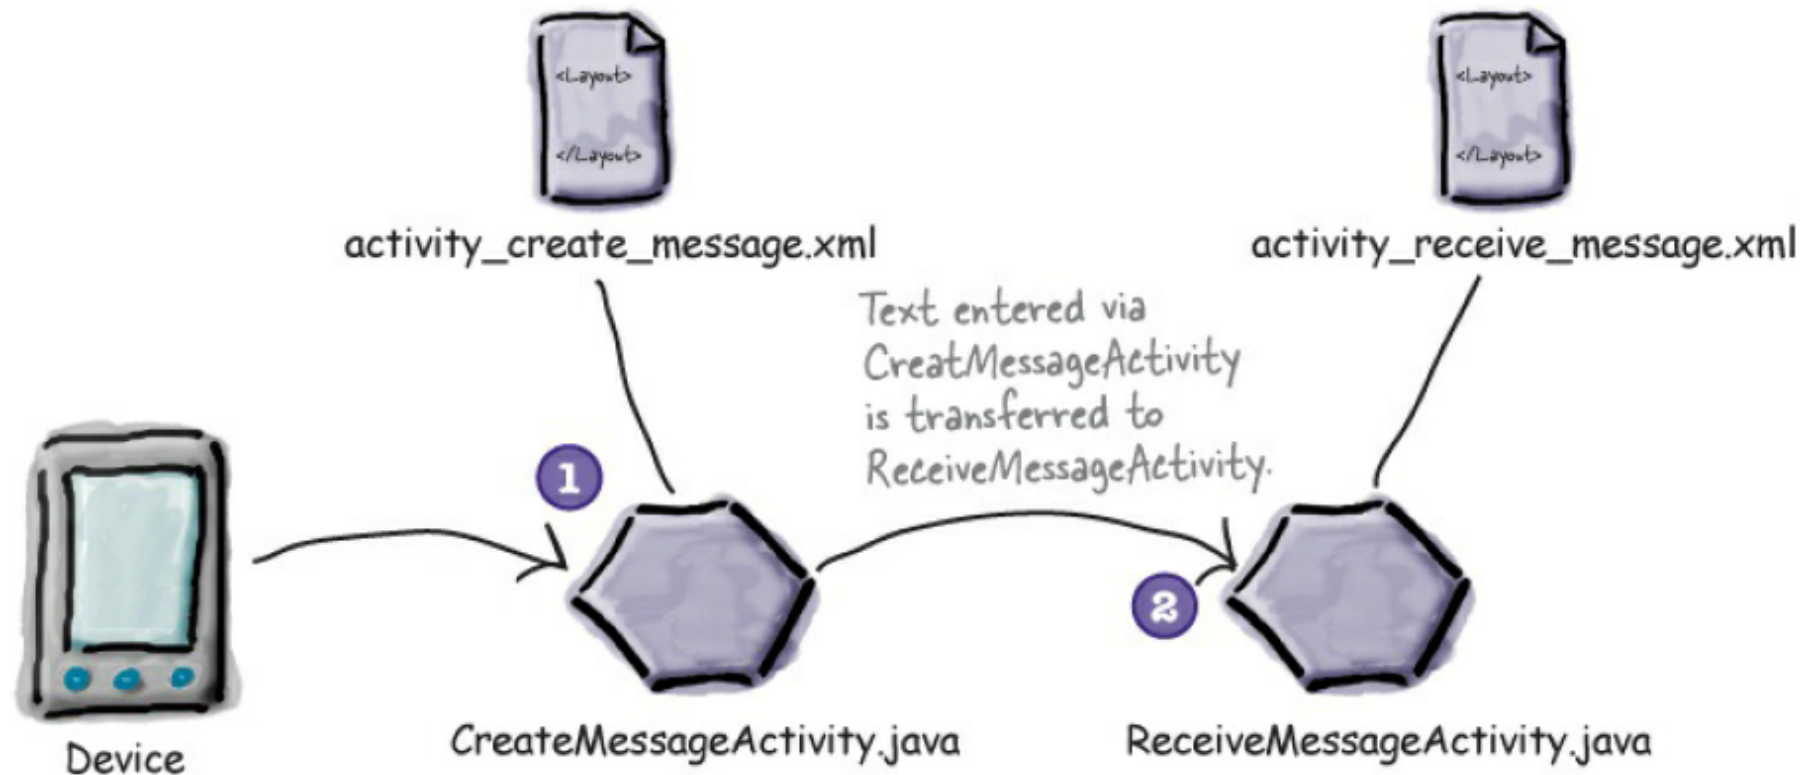 <Layout>
</Layout>
activity_create_message.xml
<Layout>
</Layout>
activity_receive_message.xml
Text entered via
CreatMessageActivity
is transferred to
ReceiveMessageActivity.
1
2
Device
CreateMessageActivity.java
ReceiveMessageActivity.java